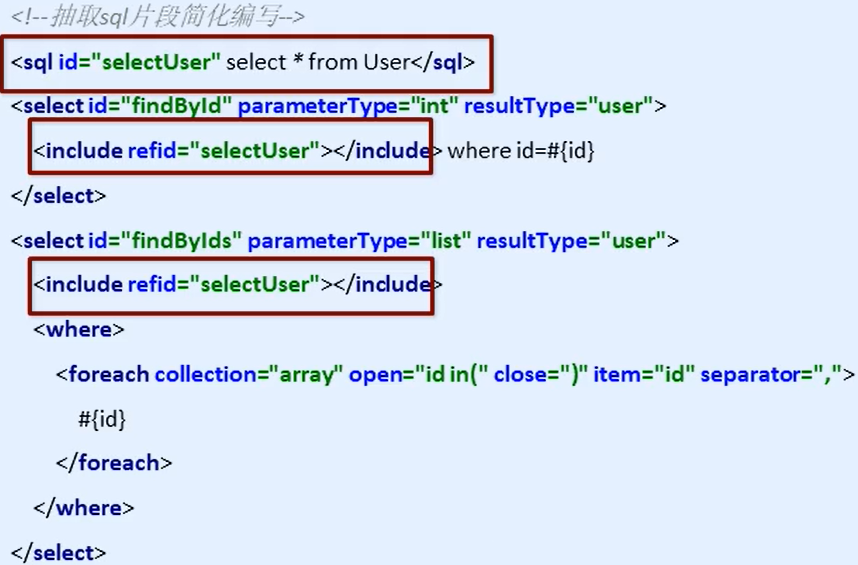 <!--抽取sql片段简化编写-->
<sql id="selectUser" select * from User</sql>
<select id="findById" parameterType="int" resultType="user">
<include refid="selectUser"></include> where id=#{id}
</select>
<select id="findByIds" parameterType="list" resultType="user">
<include refid="selectUser"></include>
<where>
<foreach collection="array" open="id in(" close=")" item="id" separator=",">
#{id}
</foreach>
</where>
</select>